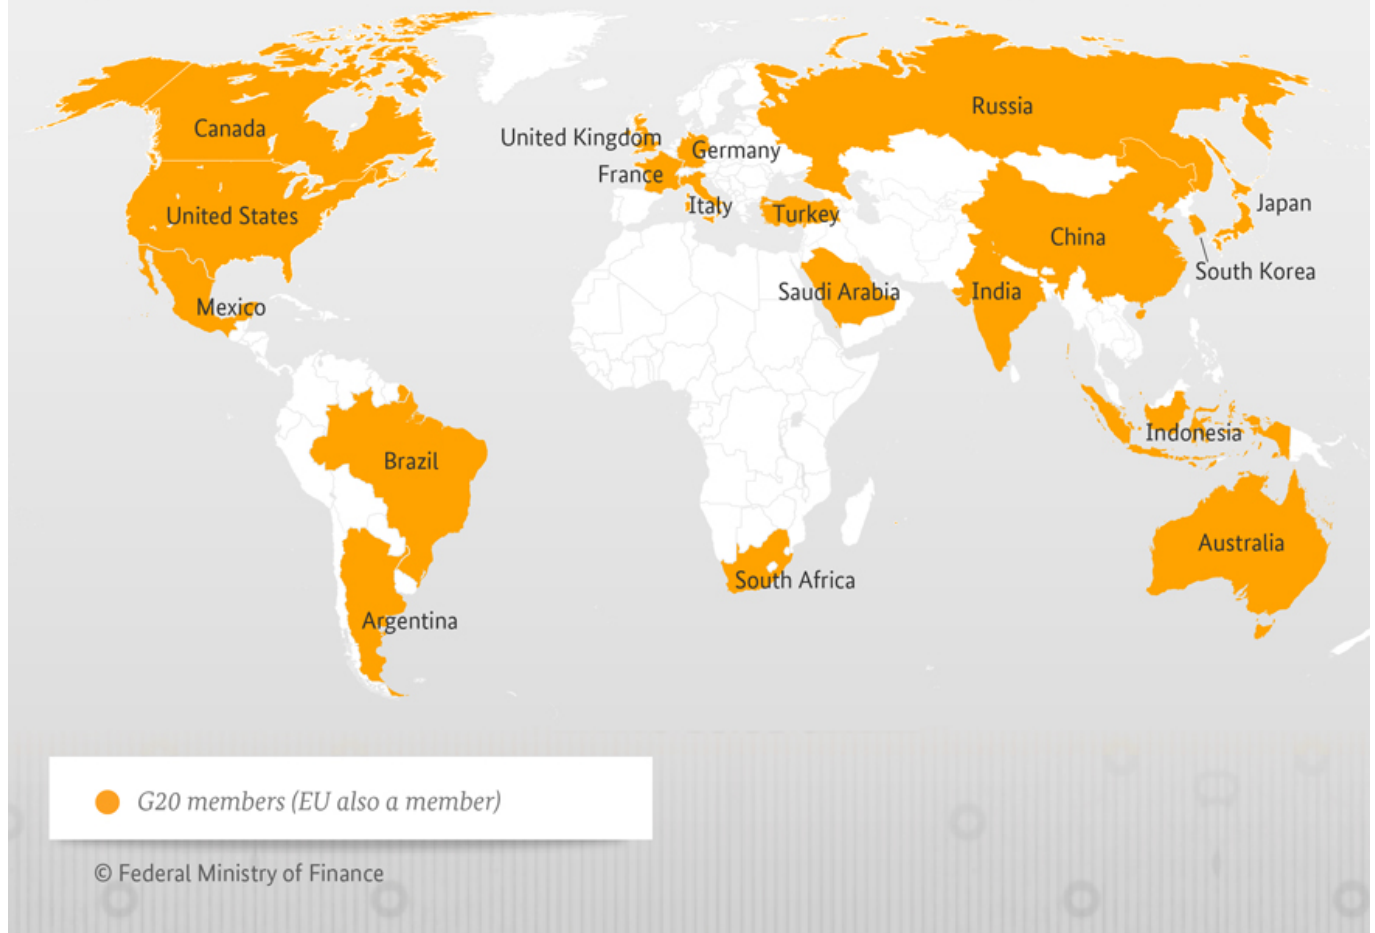 Canada
United States
Mexico
Brazil
Argentina
United Kingdom
France
Germany
Italy
Turkey
Saudi Arabia
South Africa
Russia
China
India
Japan
South Korea
Indonesia
Australia
G20 members (EU also a member)
© Federal Ministry of Finance